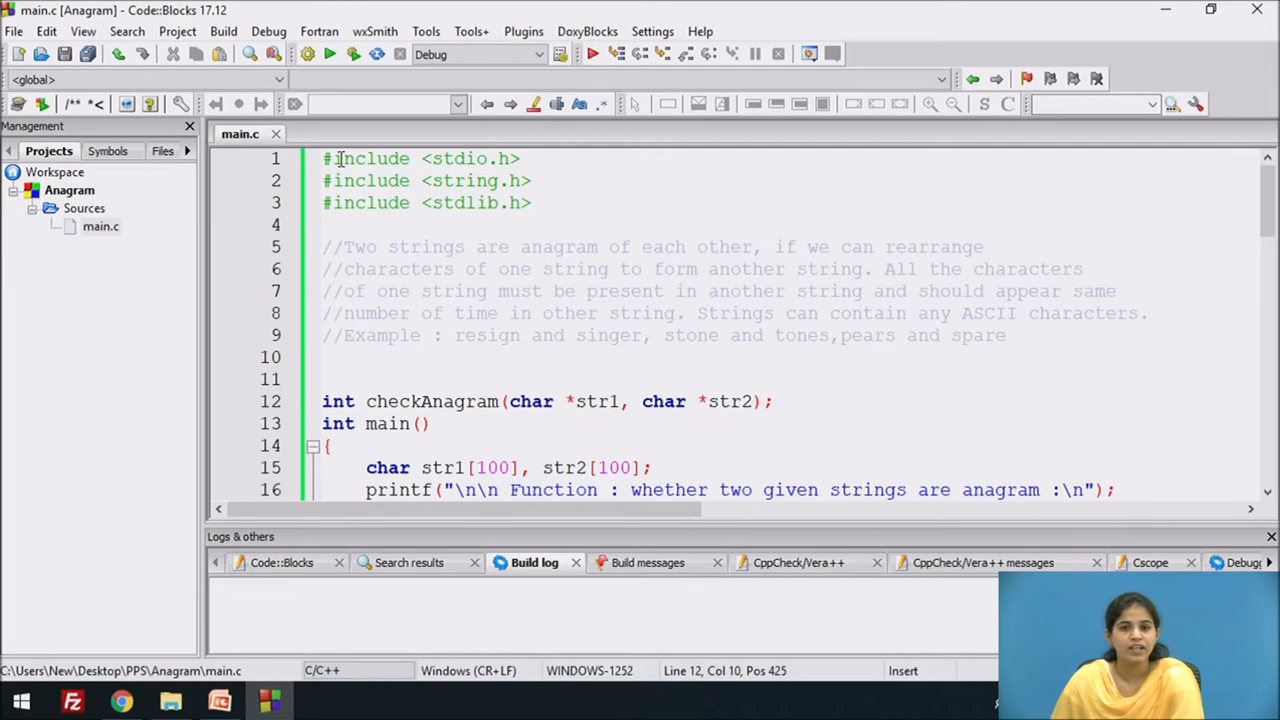 main.c [Anagram] - Code::Blocks 17.12
File Edit View Search Project Build Debug Fortran wxSmith Tools Tools+ Plugins DoxyBlocks Settings Help
Debug
<global>
/** *<
Aa .*
S C
Management
main.c
Projects Symbols Files
Workspace
Anagram
Sources
main.c
1 #include <stdio.h>
2 #include <string.h>
3 #include <stdlib.h>
4
5 //Two strings are anagram of each other, if we can rearrange
6 //characters of one string to form another string. All the characters
7 //of one string must be present in another string and should appear same
8 //number of time in other string. Strings can contain any ASCII characters.
9 //Example : resign and singer, stone and tones,pears and spare
10
11
12 int checkAnagram(char *str1, char *str2);
13 int main()
14 {
15 char str1[100], str2[100];
16 printf("\n\n Function : whether two given strings are anagram :\n");
Logs & others
Code::Blocks Search results Build log Build messages CppCheck/Vera++ CppCheck/Vera++ messages Cscope Debugg
C:\Users\New\Desktop\PPS\Anagram\main.c C/C++ Windows (CR+LF) WINDOWS-1252 Line 12, Col 10, Pos 425 Insert